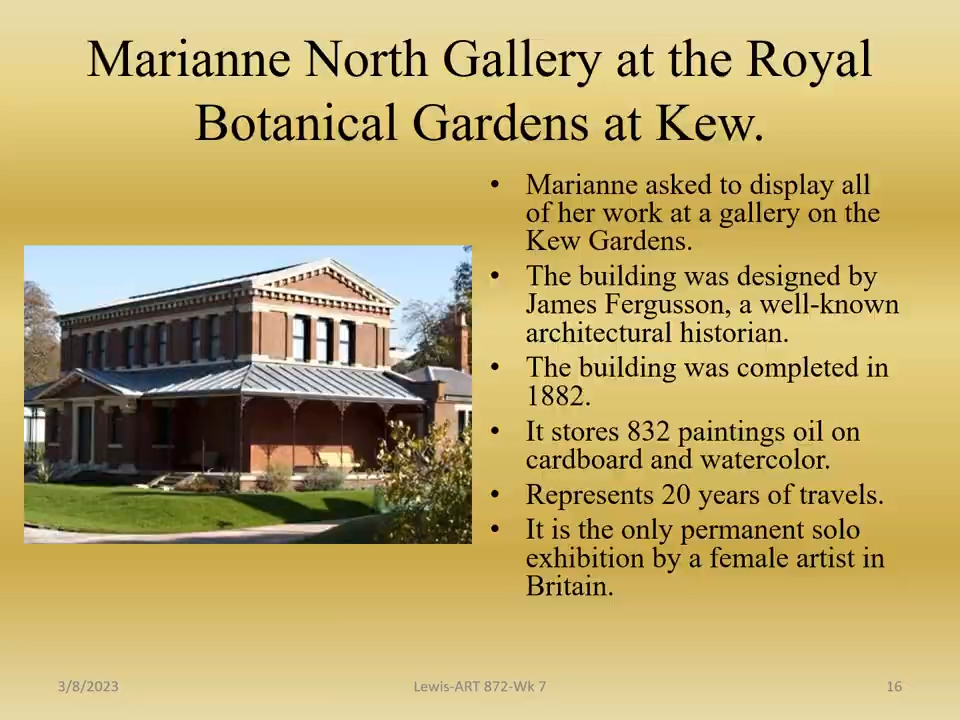 Marianne North Gallery at the Royal
Botanical Gardens at Kew.
• Marianne asked to display all
of her work at a gallery on the
Kew Gardens.
• The building was designed by
James Fergusson, a well-known
architectural historian.
• The building was completed in
1882.
• It stores 832 paintings oil on
cardboard and watercolor.
• Represents 20 years of travels.
• It is the only permanent solo
exhibition by a female artist in
Britain.
3/8/2023
Lewis-ART 872-Wk 7
16